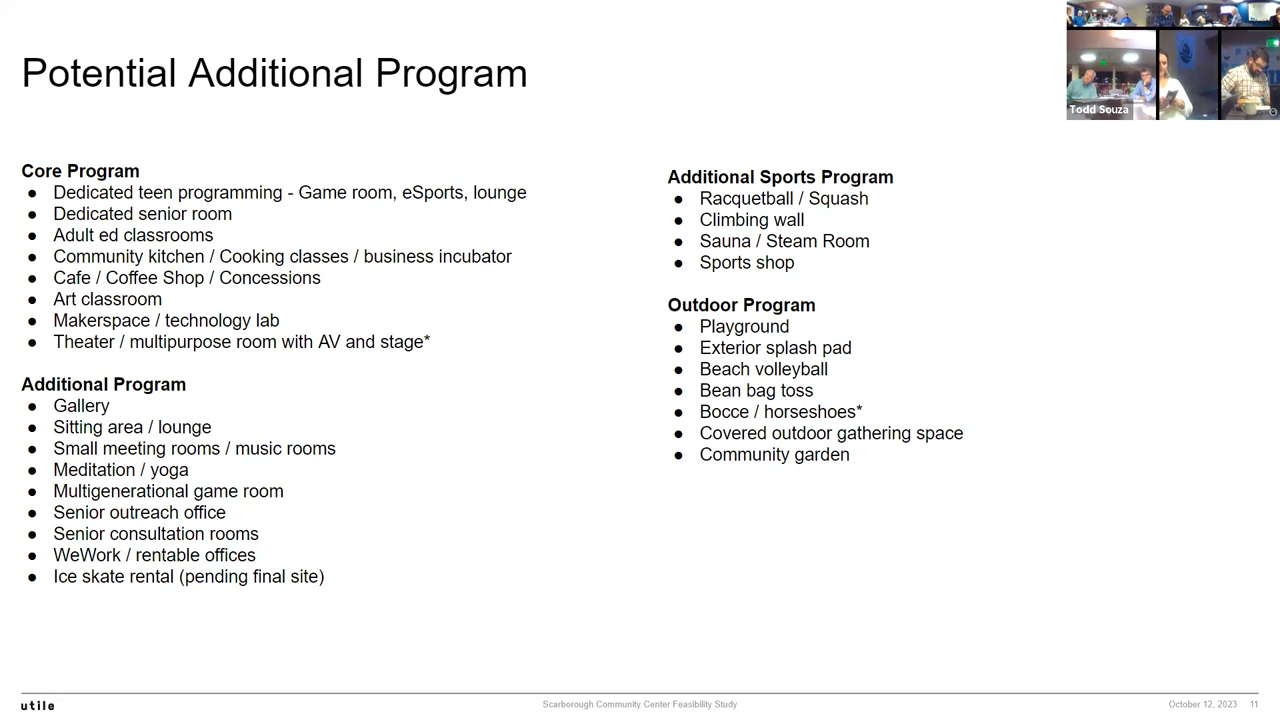 Potential Additional Program
Todd Souza
Core Program
● Dedicated teen programming - Game room, eSports, lounge
● Dedicated senior room
● Adult ed classrooms
● Community kitchen / Cooking classes / business incubator
● Cafe / Coffee Shop / Concessions
● Art classroom
● Makerspace / technology lab
● Theater / multipurpose room with AV and stage*
Additional Program
● Gallery
● Sitting area / lounge
● Small meeting rooms / music rooms
● Meditation / yoga
● Multigenerational game room
● Senior outreach office
● Senior consultation rooms
● WeWork / rentable offices
● Ice skate rental (pending final site)
Additional Sports Program
● Racquetball / Squash
● Climbing wall
● Sauna / Steam Room
● Sports shop
Outdoor Program
● Playground
● Exterior splash pad
● Beach volleyball
● Bean bag toss
● Bocce / horseshoes*
● Covered outdoor gathering space
● Community garden
utile
Scarborough Community Center Feasibility Study
October 12, 2023 11